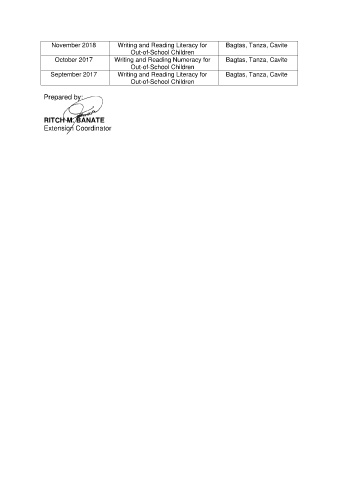 November 2018 Writing and Reading Literacy for Bagtas, Tanza, Cavite
Out-of-School Children
October 2017 Writing and Reading Numeracy for Bagtas, Tanza, Cavite
Out-of-School Children
September 2017 Writing and Reading Literacy for Bagtas, Tanza, Cavite
Out-of-School Children
Prepared by:
RITCH M. BANATE
Extension Coordinator